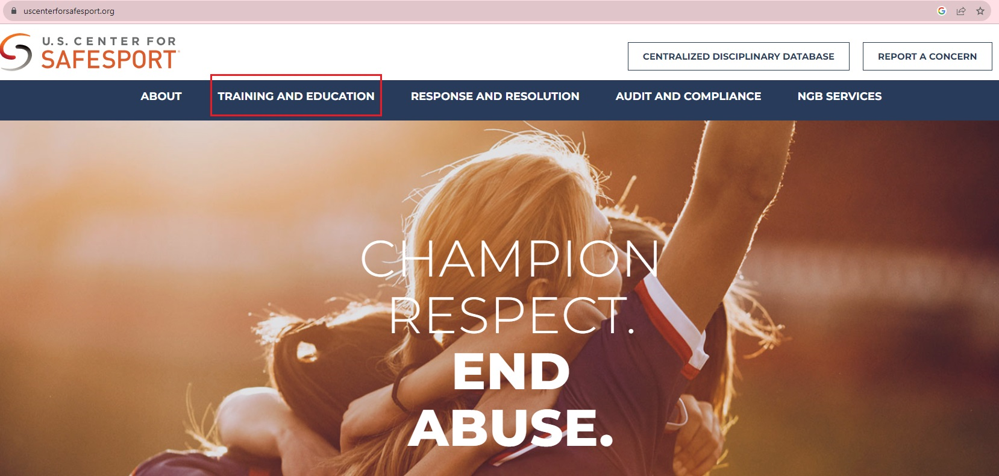 uscenterforsafesport.org
U.S. CENTER FOR
SAFESPORT
CENTRALIZED DISCIPLINARY DATABASE
REPORT A CONCERN
ABOUT
TRAINING AND EDUCATION
RESPONSE AND RESOLUTION
AUDIT AND COMPLIANCE
NGB SERVICES
CHAMPION
RESPECT.
END
ABUSE.